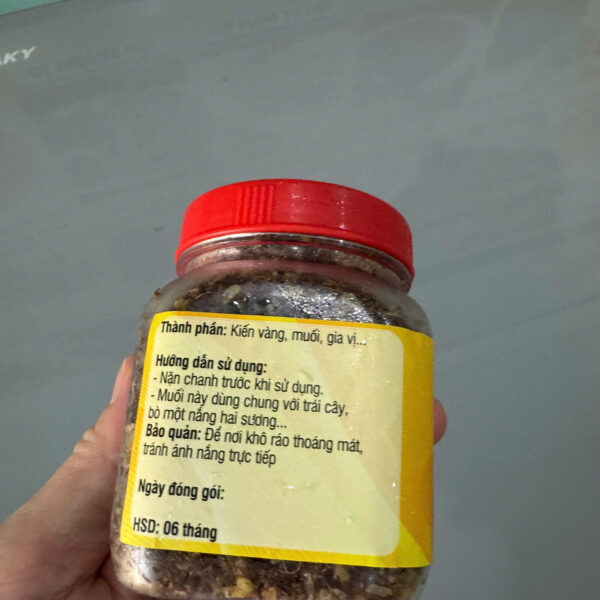 Thành phần: Kiến vàng, muối, gia vị...
Hướng dẫn sử dụng:
- Nặn chanh trước khi sử dụng.
- Muối này dùng chung với trái cây,
bò một nắng hai sương...
Bảo quản: Để nơi khô ráo thoáng mát,
tránh ánh nắng trực tiếp
Ngày đóng gói:
HSD: 06 tháng